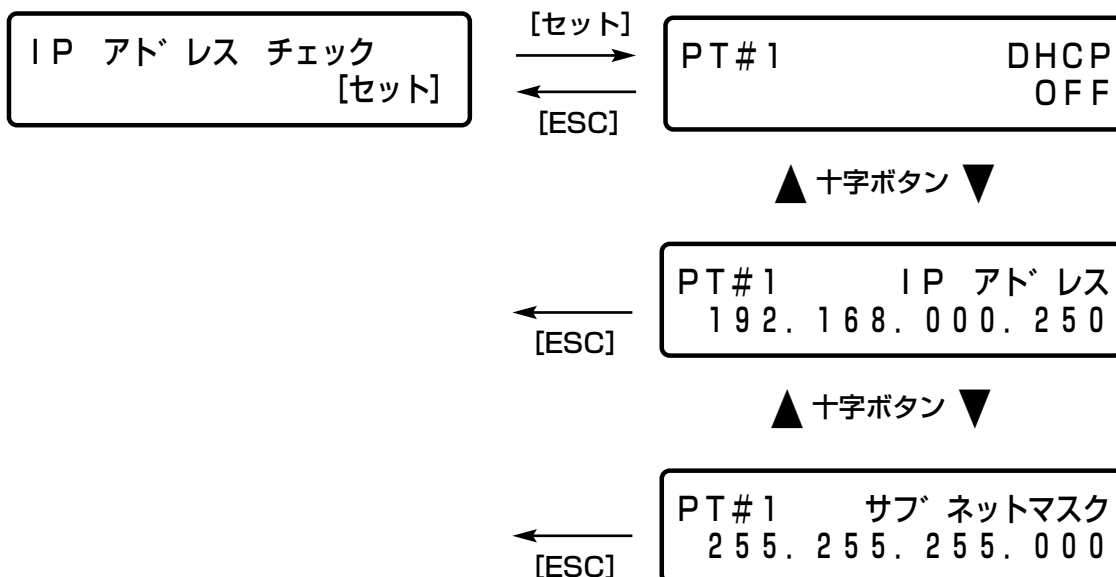 IP アドレス チェック
[セット]
[セット]
[ESC]
PT#1 DHCP
OFF
▲ 十字ボタン ▼
PT#1 IP アドレス
192.168.000.250
[ESC]
▲ 十字ボタン ▼
PT#1 サブネットマスク
255.255.255.000
[ESC]